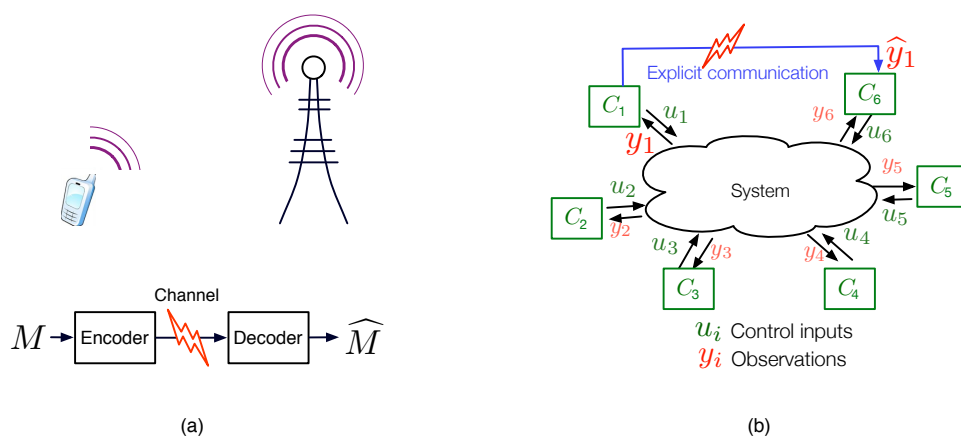 Channel
M Encoder Decoder M̂
(a)
ŷ₁
Explicit communication
C₁ C₆
u₁ y₆ u₆
y₁
y₅
System C₅
u₂ u₅
C₂ y₂
u₃ y₃ y₄ u₄
C₃ C₄
uᵢ Control inputs
yᵢ Observations
(b)